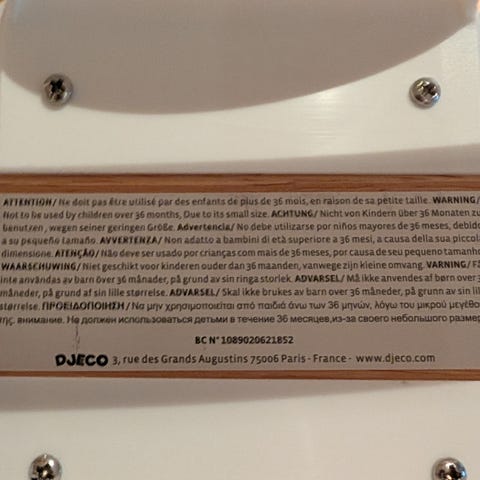 ATTENTION/ Ne doit pas être utilisé par des enfants de plus de 36 mois, en raison de sa petite taille. WARNING/
Not to be used by children over 36 months, Due to its small size. ACHTUNG/ Nicht von Kindern über 36 Monaten zu
benutzen, wegen seiner geringen Größe. Advertencia/ No debe utilizarse por niños mayores de 36 meses, debido
a su pequeño tamaño. AVVERTENZA/ Non adatto a bambini di età superiore a 36 mesi, a causa della sua piccola
dimensione. ATENÇÃO/ Não deve ser usado por crianças com mais de 36 meses, por causa de seu pequeno tamanho
WAARSCHUWING/ Niet geschikt voor kinderen ouder dan 36 maanden, vanwege zijn kleine omvang. WARNING/
inte användas av barn över 36 månader, på grund av sin ringa storlek. ADVARSEL/ Må ikke anvendes af børn over
måneder, på grund af sin lille størrelse. ADVARSEL/ Skal ikke brukes av barn over 36 måneder, på grunn av sin
lille størrelse. ΠΡΕΙΔΟΠΟΙΗΣΗ/ Να μην χρησιμοποιείται από παιδιά άνω των 36 μηνών, λόγω του μικρού μεγέθο
της. внимание. Не должен использоваться детьми в течение 36 месяцев,из-за своего небольшого размер
BC N° 1089020621852
DJECO 3, rue des Grands Augustins 75006 Paris - France - www.djeco.com